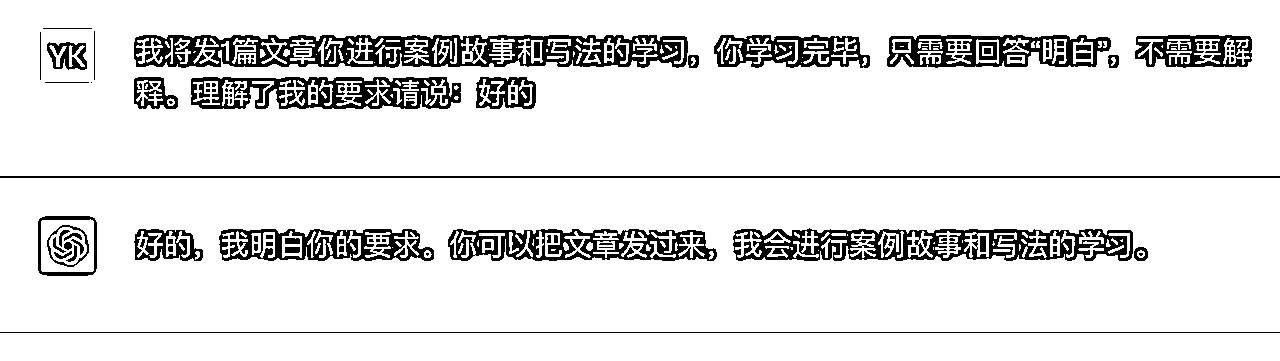 YK
我将发1篇文章你进行案例故事和写法的学习，你学习完毕，只需要回答“明白”，不需要解
释。理解了我的要求请说：好的
好的，我明白你的要求。你可以把文章发过来，我会进行案例故事和写法的学习。